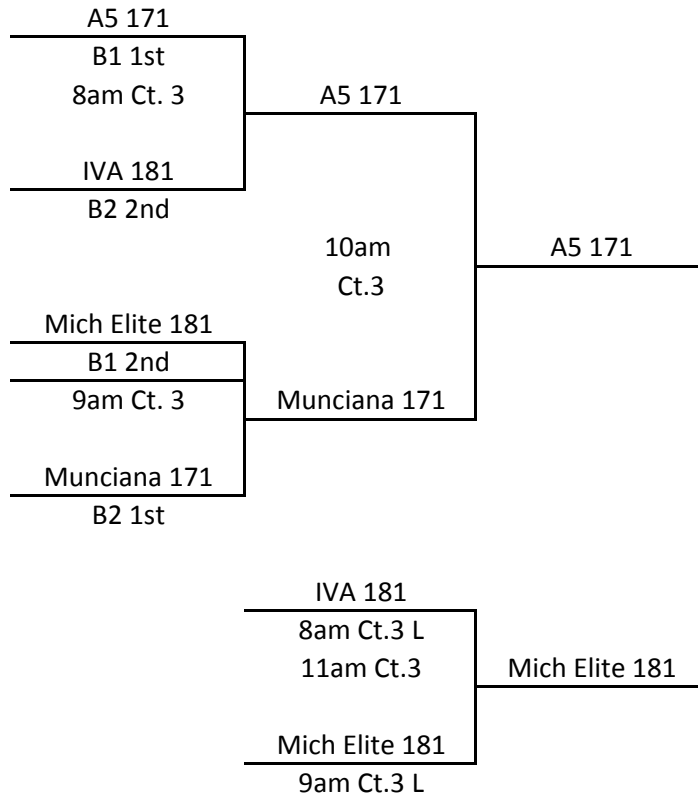 A5 171
B1 1st
8am Ct. 3
A5 171
IVA 181
B2 2nd
10am
Ct.3
A5 171
Mich Elite 181
B1 2nd
9am Ct. 3
Munciana 171
Munciana 171
B2 1st
IVA 181
8am Ct.3 L
11am Ct.3
Mich Elite 181
Mich Elite 181
9am Ct.3 L